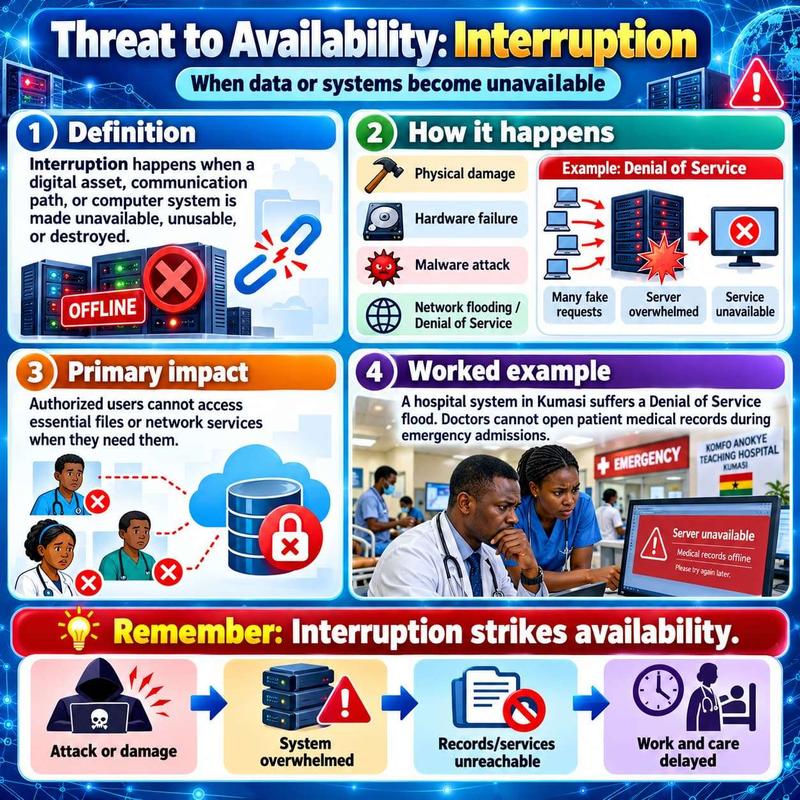 Threat to Availability: Interruption
When data or systems become unavailable
1 Definition
Interruption happens when a
digital asset, communication
path, or computer system is
made unavailable, unusable,
or destroyed.
OFFLINE
2 How it happens
Physical damage
Hardware failure
Malware attack
Network flooding /
Denial of Service
Example: Denial of Service
Many fake
requests
Server
overwhelmed
Service
unavailable
3 Primary impact
Authorized users cannot access
essential files or network services
when they need them.
4 Worked example
A hospital system in Kumasi suffers a Denial of Service
flood. Doctors cannot open patient medical records during
emergency admissions.
EMERGENCY
KOMFO ANOKYE
TEACHING HOSPITAL
KUMASI
Server unavailable
Medical records offline
Please try again later.
Remember: Interruption strikes availability.
Attack or damage
System
overwhelmed
Records/services
unreachable
Work and care
delayed